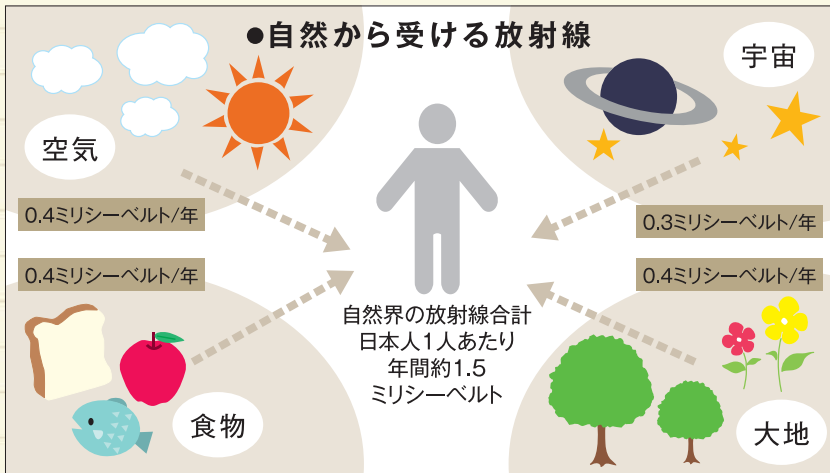 ●自然から受ける放射線
空気
0.4ミリシーベルト/年
宇宙
0.3ミリシーベルト/年
0.4ミリシーベルト/年
食物
0.4ミリシーベルト/年
大地
自然界の放射線合計
日本人1人あたり
年間約1.5
ミリシーベルト